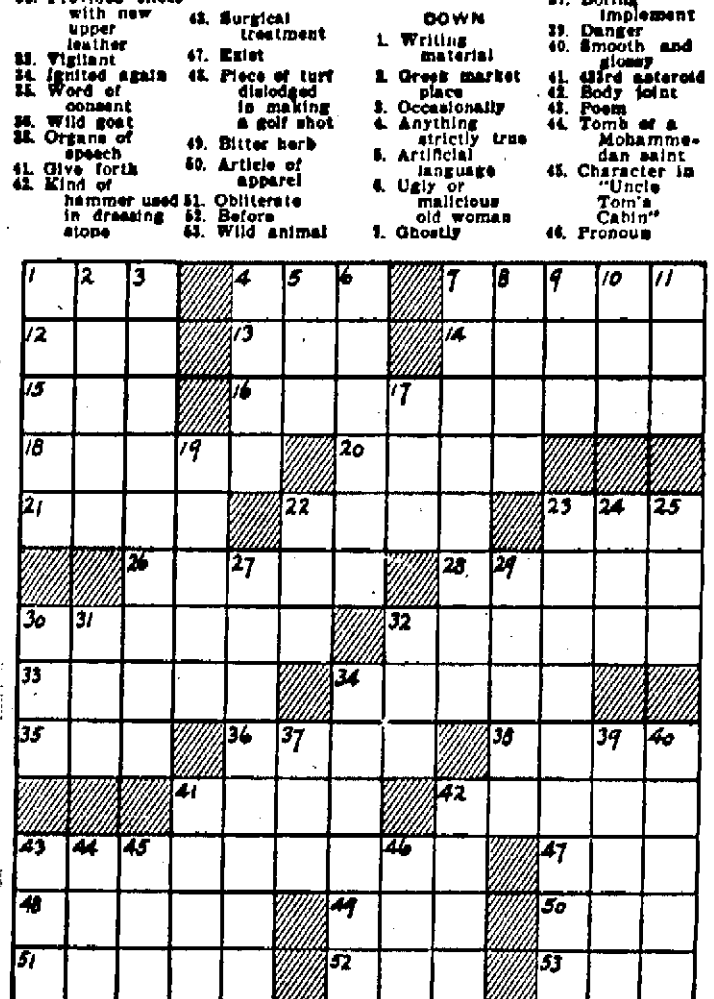 with new
upper
leather
33. Vigilant
34. Ignited again
35. Word of
consent
36. Wild goat
38. Organs of
speech
41. Give forth
42. Kind of
hammer used
in dressing
stone
43. Surgical
treatment
47. Exist
48. Piece of turf
dislodged
in making
a golf shot
49. Bitter herb
50. Article of
apparel
51. Obliterate
52. Before
53. Wild animal
DOWN
1. Writing
material
2. Greek market
place
3. Occasionally
4. Anything
strictly true
5. Artificial
language
6. Ugly or
malicious
old woman
7. Ghostly
implement
39. Danger
40. Smooth and
glossy
41. 433rd asteroid
42. Body joint
43. Poem
44. Tomb of a
Mohamme-
dan saint
45. Character in
"Uncle
Tom's
Cabin"
46. Pronoun
1 2 3 4 5 6 7 8 9 10 11
12 13 14
15 16 17
18 19 20
21 22 23 24 25
26 27 28 29
30 31 32
33 34
35 36 37 38 39 40
41 42
43 44 45 46 47
48 49 50
51 52 53